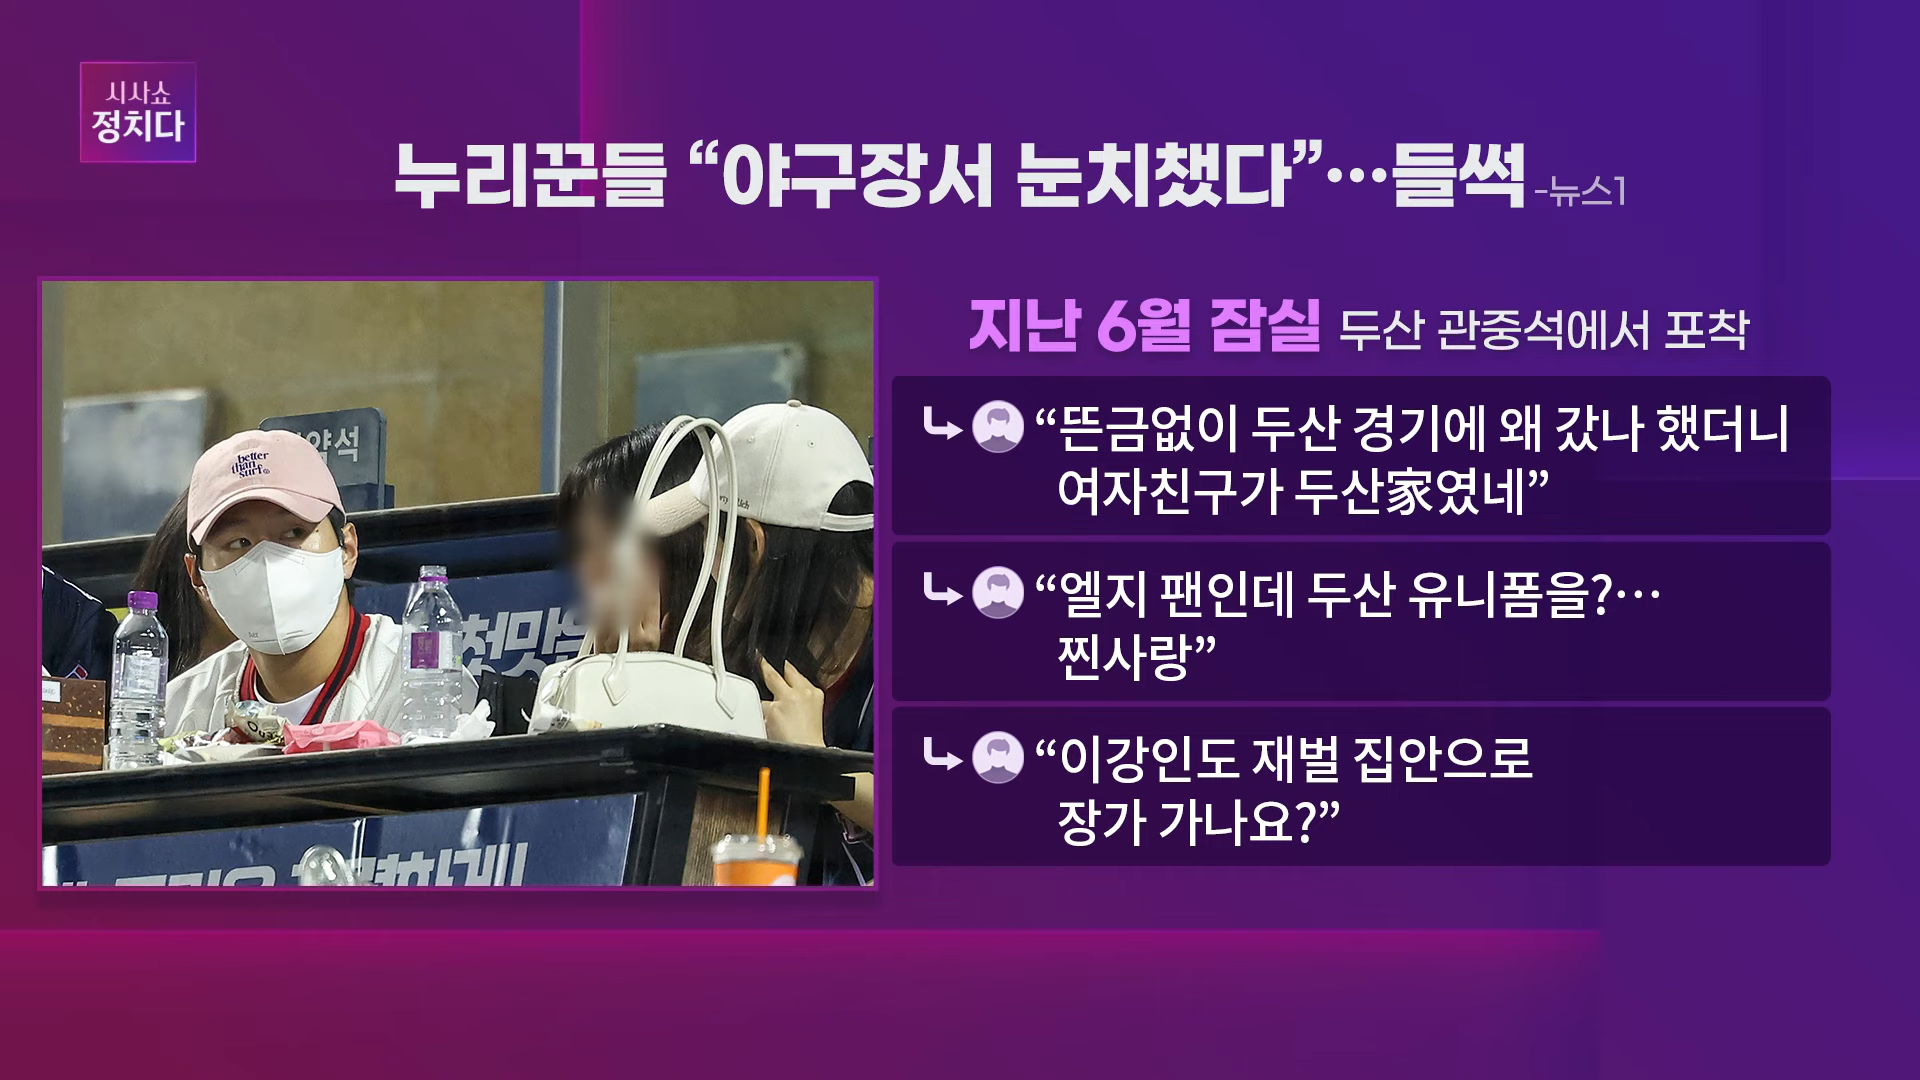 시사쇼
정치다
누리꾼들 “야구장서 눈치챘다”…들썩 -뉴스1
better
than
surf
약석
지난 6월 잠실 두산 관중석에서 포착
“뜬금없이 두산 경기에 왜 갔나 했더니
여자친구가 두산家였네”
“엘지 팬인데 두산 유니폼을?…
찐사랑”
“이강인도 재벌 집안으로
장가 가나요?”